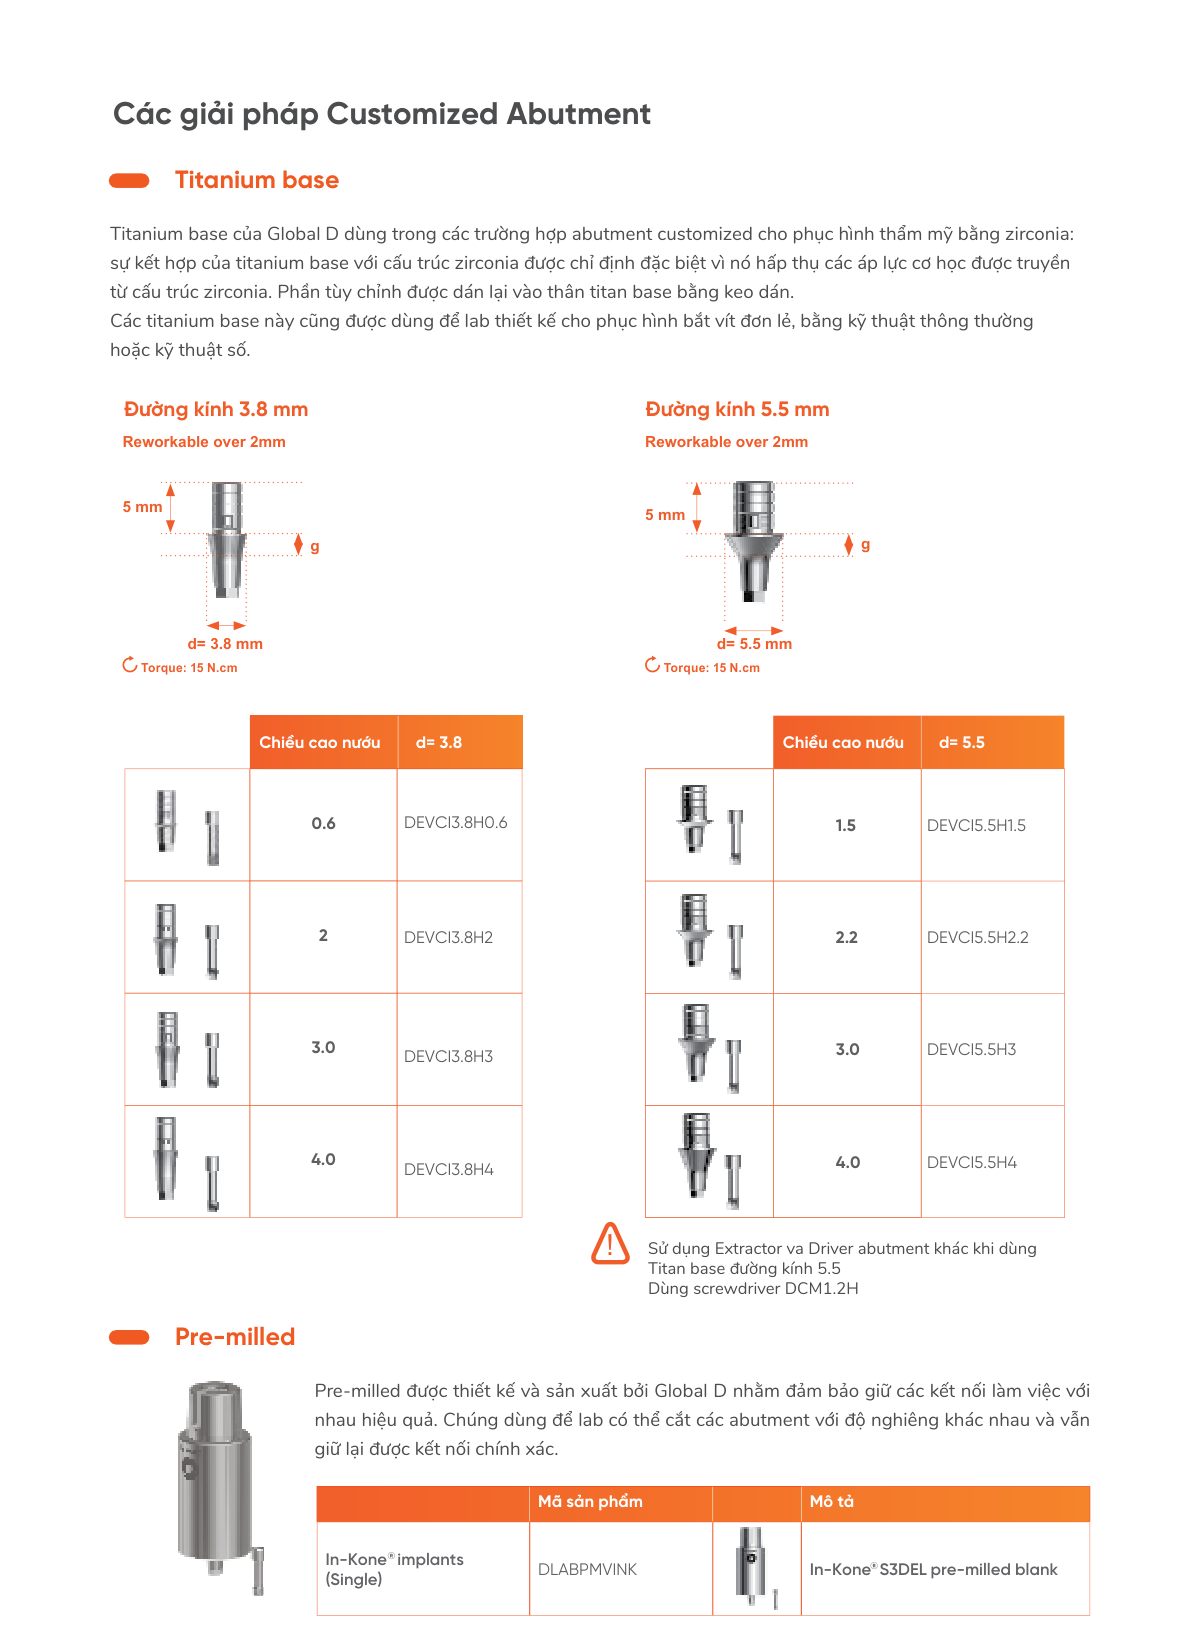 Các giải pháp Customized Abutment
Titanium base
Titanium base của Global D dùng trong các trường hợp abutment customized cho phục hình thẩm mỹ bằng zirconia:
sự kết hợp của titanium base với cấu trúc zirconia được chỉ định đặc biệt vì nó hấp thụ các áp lực cơ học được truyền
từ cấu trúc zirconia. Phần tùy chỉnh được dán lại vào thân titan base bằng keo dán.
Các titanium base này cũng được dùng để lab thiết kế cho phục hình bắt vít đơn lẻ, bằng kỹ thuật thông thường
hoặc kỹ thuật số.
Đường kính 3.8 mm
Reworkable over 2mm
5 mm
g
d= 3.8 mm
Torque: 15 N.cm
Đường kính 5.5 mm
Reworkable over 2mm
5 mm
g
d= 5.5 mm
Torque: 15 N.cm
Chiều cao nướu d= 3.8
0.6 DEVCI3.8H0.6
2 DEVCI3.8H2
3.0 DEVCI3.8H3
4.0 DEVCI3.8H4
Chiều cao nướu d= 5.5
1.5 DEVCI5.5H1.5
2.2 DEVCI5.5H2.2
3.0 DEVCI5.5H3
4.0 DEVCI5.5H4
Sử dụng Extractor va Driver abutment khác khi dùng
Titan base đường kính 5.5
Dùng screwdriver DCM1.2H
Pre-milled
Pre-milled được thiết kế và sản xuất bởi Global D nhằm đảm bảo giữ các kết nối làm việc với
nhau hiệu quả. Chúng dùng để lab có thể cắt các abutment với độ nghiêng khác nhau và vẫn
giữ lại được kết nối chính xác.
Mã sản phẩm Mô tả
In-Kone® implants
(Single)
DLABPMVINK
In-Kone® S3DEL pre-milled blank